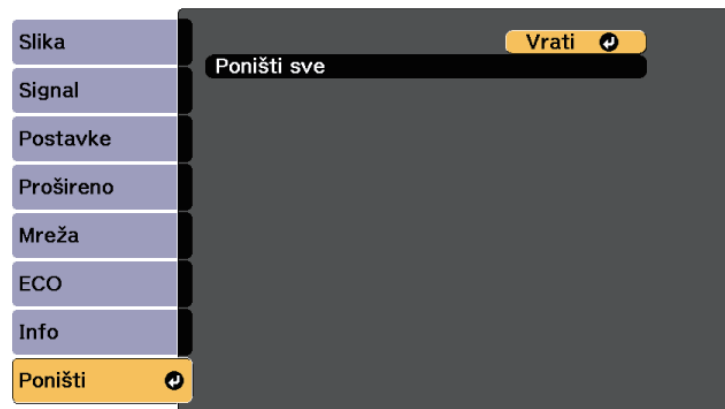 Slika
Signal
Postavke
Prošireno
Mreža
ECO
Info
Poništi
Vrati
Poništi sve